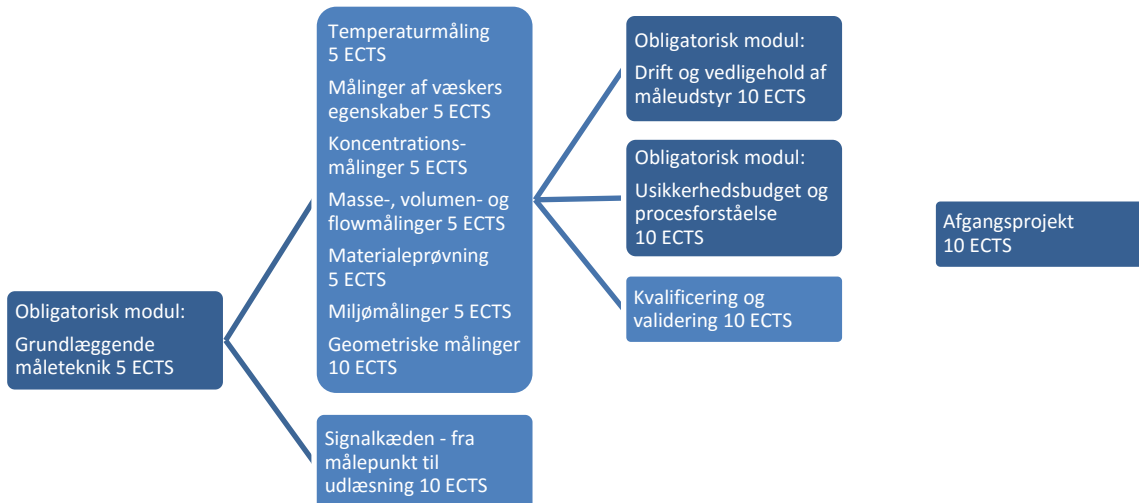 Obligatorisk modul:
Grundlæggende
måleteknik 5 ECTS
Temperaturmåling
5 ECTS
Målinger af væskers
egenskaber 5 ECTS
Koncentrations-
målinger 5 ECTS
Masse-, volumen- og
flowmålinger 5 ECTS
Materialeprøvning
5 ECTS
Miljømålinger 5 ECTS
Geometriske målinger
10 ECTS
Signalkæden - fra
målepunkt til
udlæsning 10 ECTS
Obligatorisk modul:
Drift og vedligehold af
måleudstyr 10 ECTS
Obligatorisk modul:
Usikkerhedsbudget og
procesforståelse
10 ECTS
Kvalificering og
validering 10 ECTS
Afgangsprojekt
10 ECTS